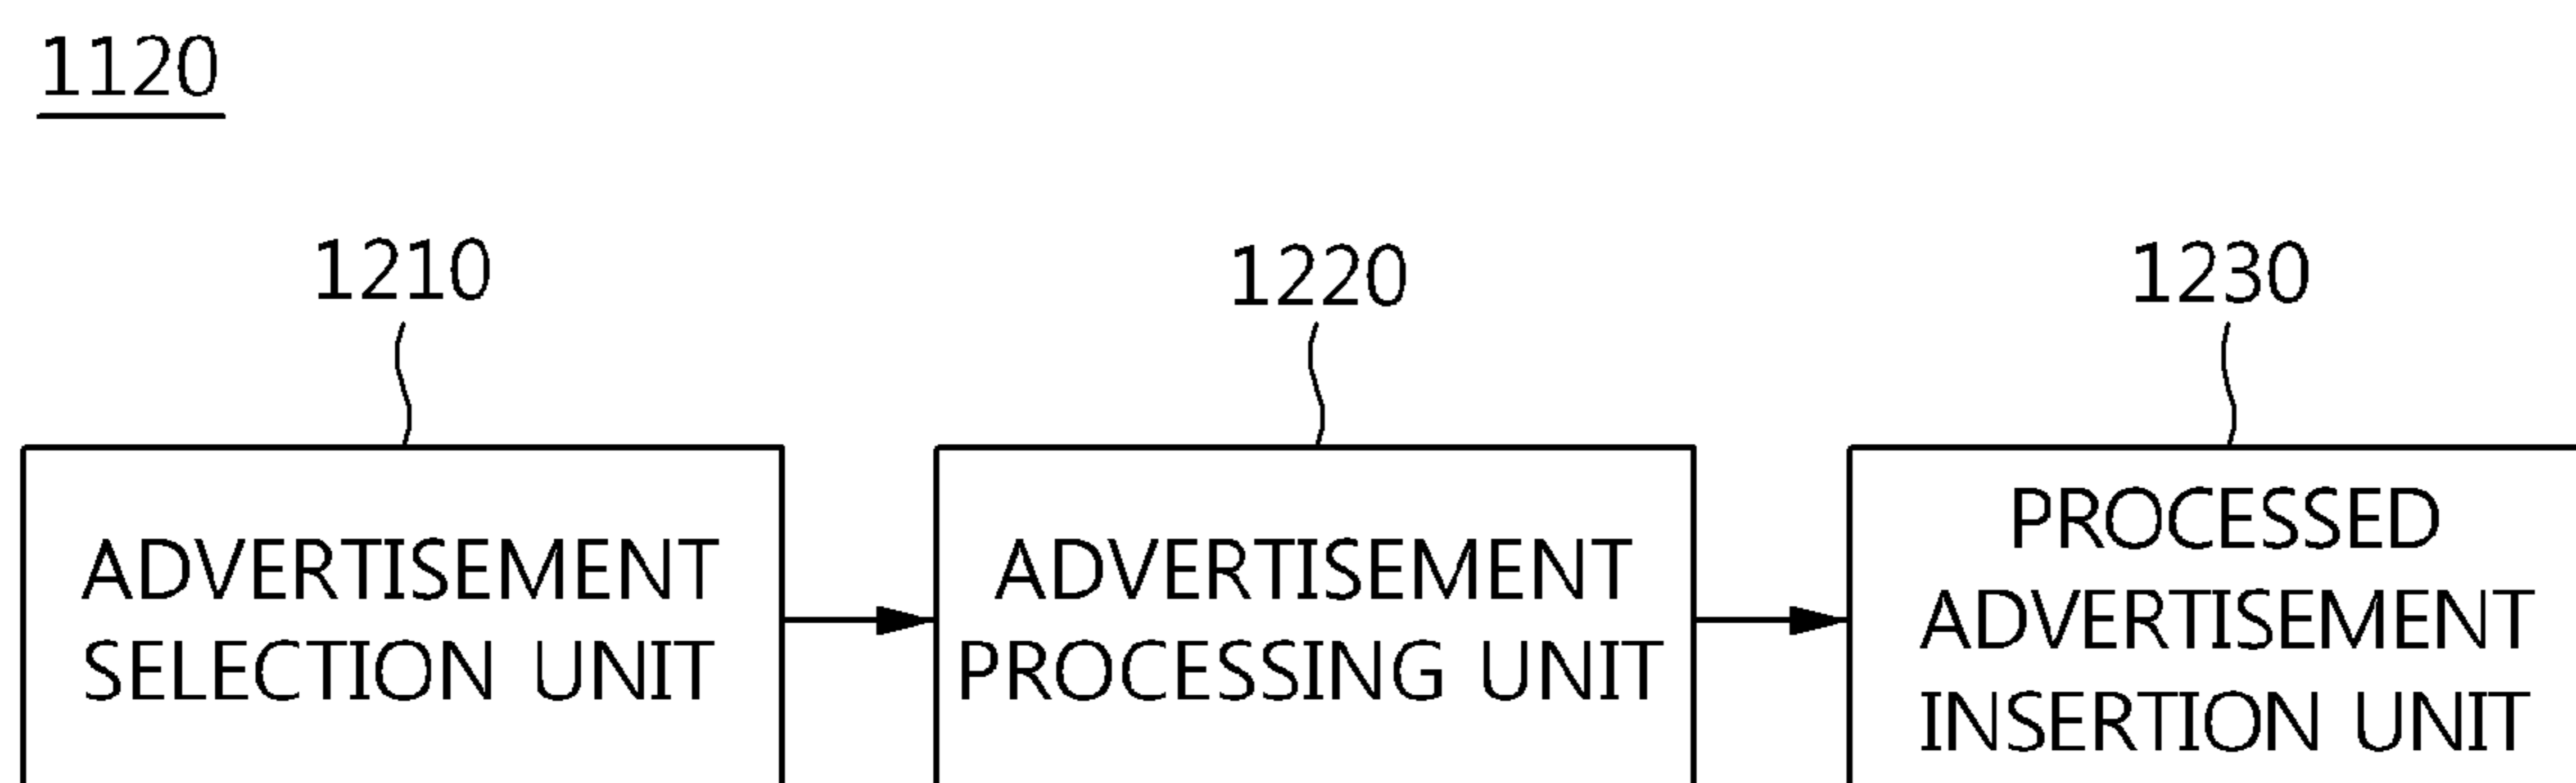 1120
1210
1220
1230
ADVERTISEMENT
SELECTION UNIT
ADVERTISEMENT
PROCESSING UNIT
PROCESSED
ADVERTISEMENT
INSERTION UNIT